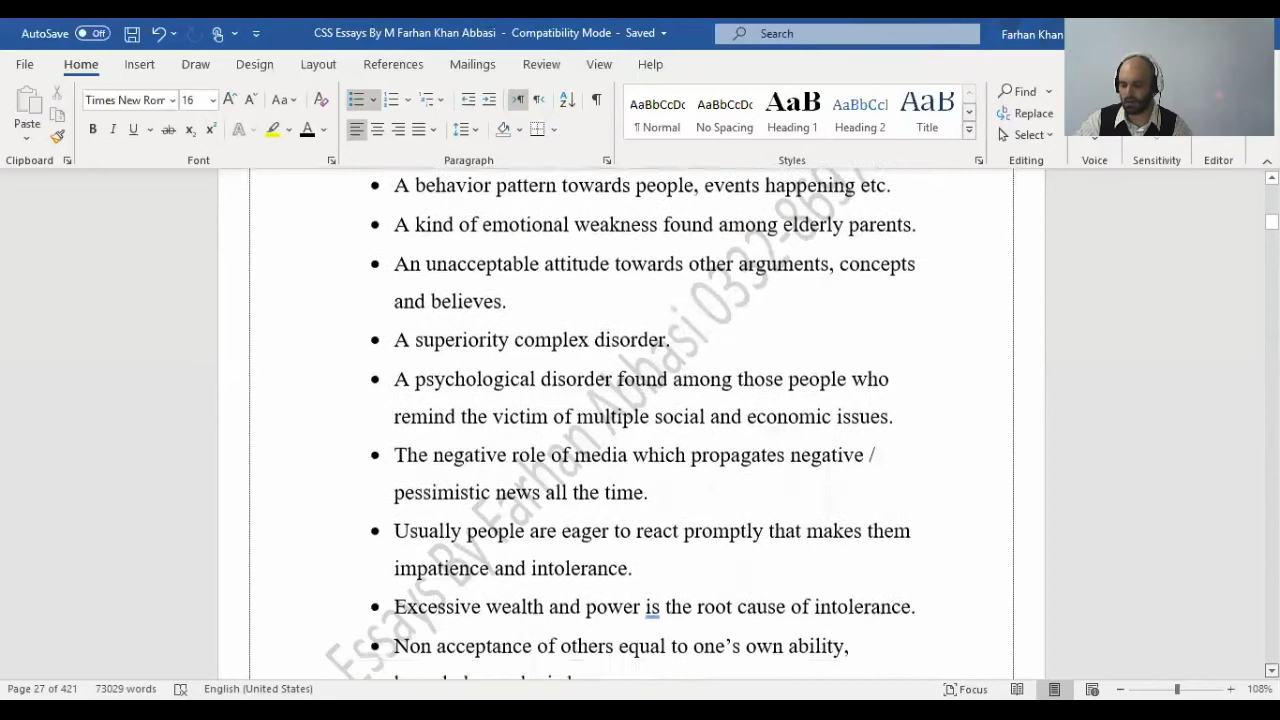 AutoSave Off CSS Essays By M Farhan Khan Abbasi - Compatibility Mode - Saved Search Farhan Khan
File Home Insert Draw Design Layout References Mailings Review View Help
Times New Rorr 16 Aa Find
Paste B I U ab x₂ x² A A Replace
Select
AaBbCcDc AaBbCcDc AaB AaBbCcl AaB
¶ Normal No Spacing Heading 1 Heading 2 Title
Clipboard Font Paragraph Styles Editing Voice Sensitivity Editor
• A behavior pattern towards people, events happening etc.
• A kind of emotional weakness found among elderly parents.
• An unacceptable attitude towards other arguments, concepts
and believes.
• A superiority complex disorder.
• A psychological disorder found among those people who
remind the victim of multiple social and economic issues.
• The negative role of media which propagates negative /
pessimistic news all the time.
• Usually people are eager to react promptly that makes them
impatience and intolerance.
• Excessive wealth and power is the root cause of intolerance.
• Non acceptance of others equal to one's own ability,
Essays By Farhan Abbasi 0332-869
Page 27 of 421 73029 words English (United States) Focus 108%